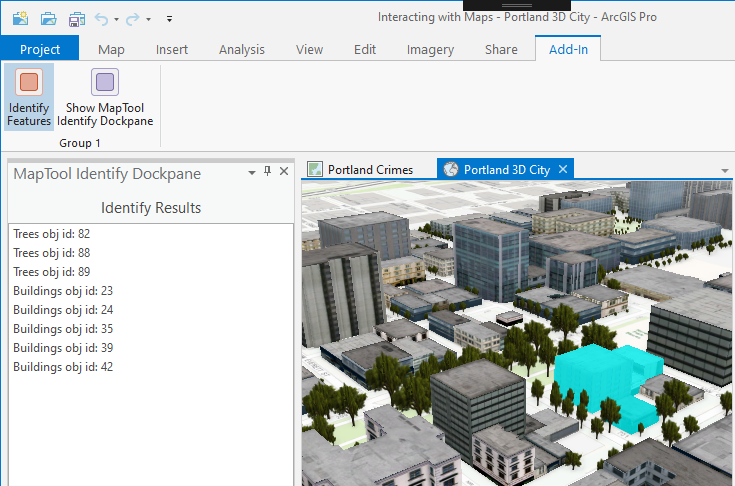 Interacting with Maps - Portland 3D City - ArcGIS Pro
Project Map Insert Analysis View Edit Imagery Share Add-In
Identify Features
Show MapTool Identify Dockpane
Group 1
MapTool Identify Dockpane
Portland Crimes
Portland 3D City
Identify Results
Trees obj id: 82
Trees obj id: 88
Trees obj id: 89
Buildings obj id: 23
Buildings obj id: 24
Buildings obj id: 35
Buildings obj id: 39
Buildings obj id: 42